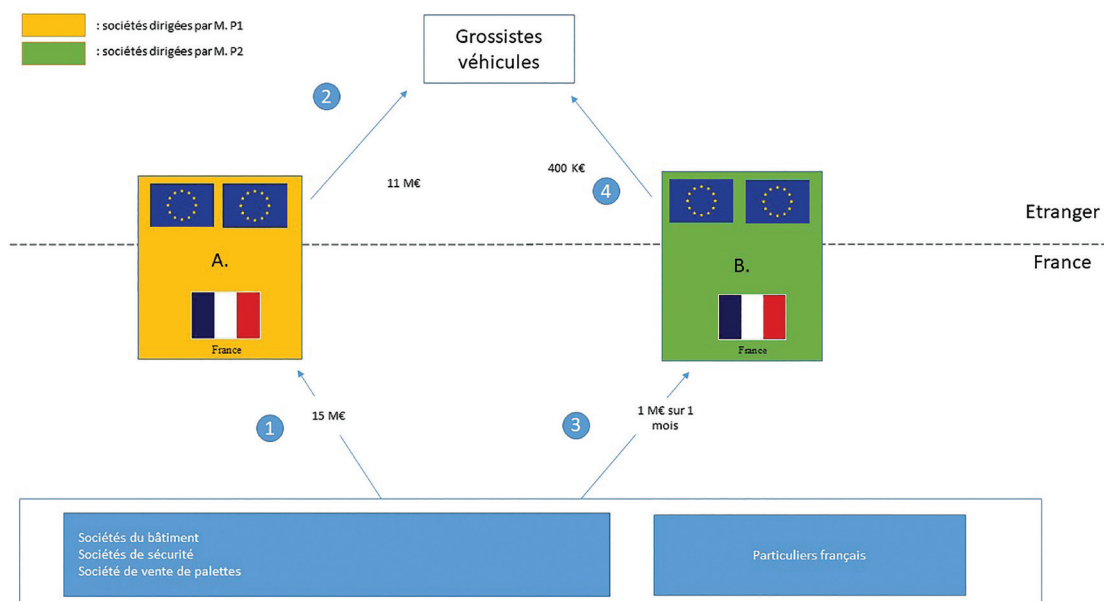 : sociétés dirigées par M. P1
: sociétés dirigées par M. P2
Grossistes
véhicules
2
11 M€
400 K€
4
Etranger
France
A.
France
B.
France
1
15 M€
1 M€ sur 1
mois
3
Sociétés du bâtiment
Sociétés de sécurité
Société de vente de palettes
Particuliers français